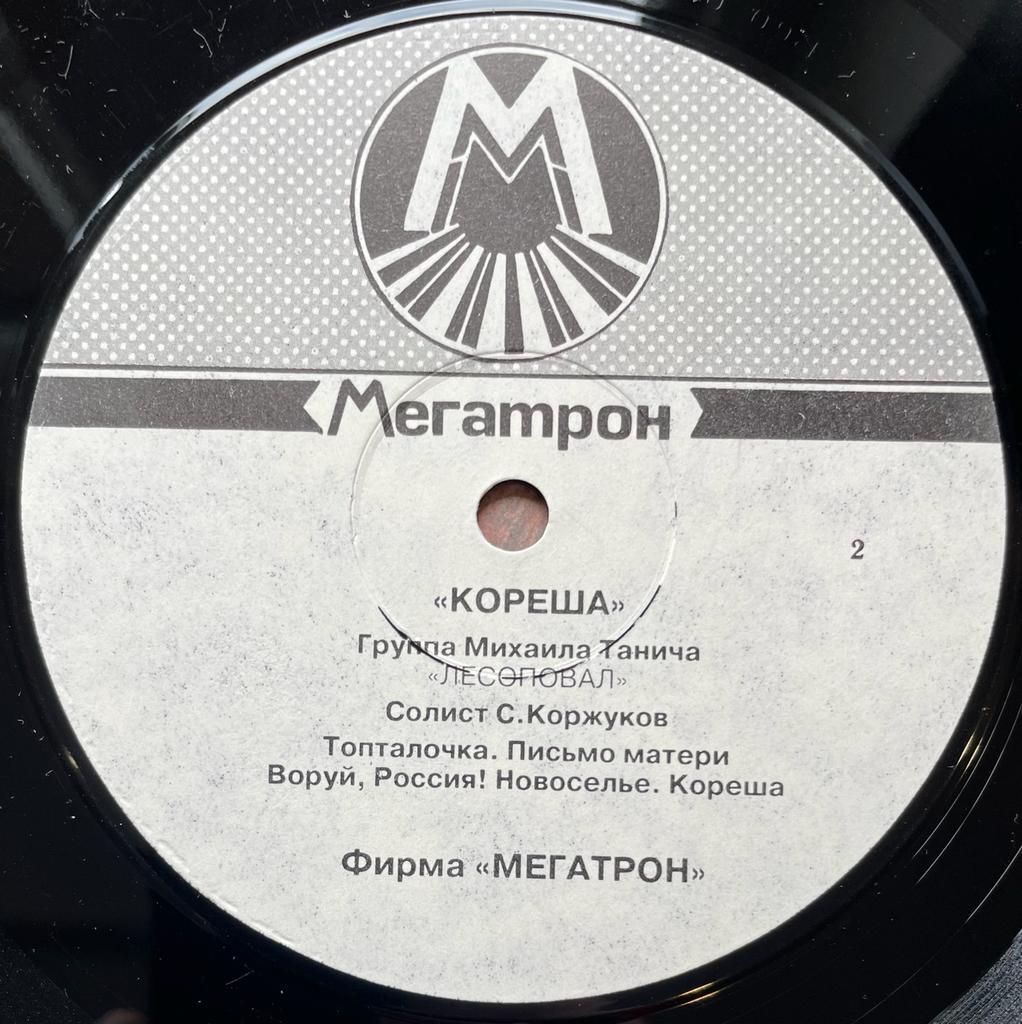 М
Мегатрон
2
«КОРЕША»
Группа Михаила Танича
«ЛЕСОПОВАЛ»
Солист С.Коржуков
Топталочка. Письмо матери
Воруй, Россия! Новоселье. Кореша
Фирма «МЕГАТРОН»